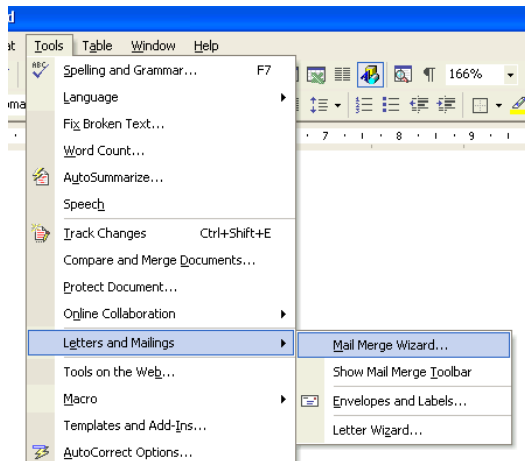 d
at Tools Table Window Help
ABC Spelling and Grammar... F7
166%
Language
oma
Fix Broken Text...
7 8 9
Word Count...
AutoSummarize...
Speech
Track Changes Ctrl+Shift+E
Compare and Merge Documents...
Protect Document...
Online Collaboration
Letters and Mailings
Mail Merge Wizard...
Tools on the Web...
Show Mail Merge Toolbar
Macro
Envelopes and Labels...
Templates and Add-Ins...
Letter Wizard...
AutoCorrect Options...